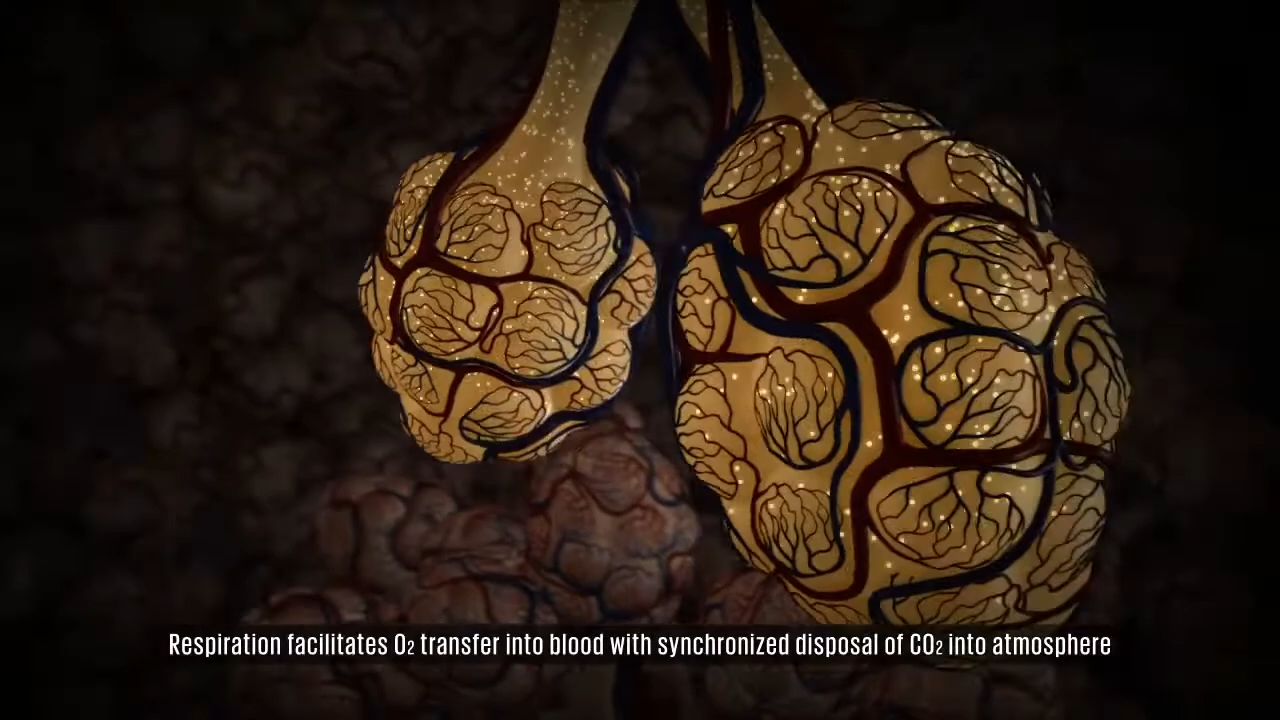 Respiration facilitates O₂ transfer into blood with synchronized disposal of CO₂ into atmosphere